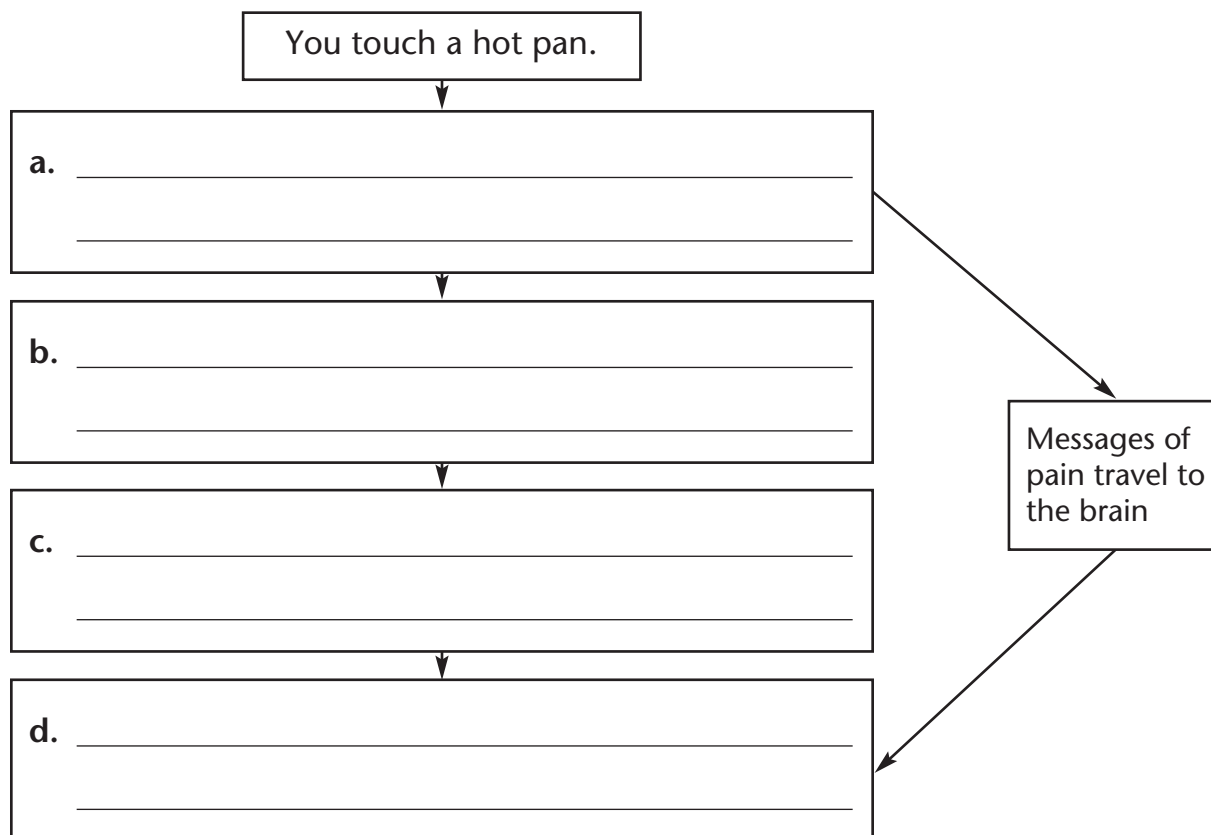 You touch a hot pan.
a.
b.
Messages of
pain travel to
the brain
c.
d.